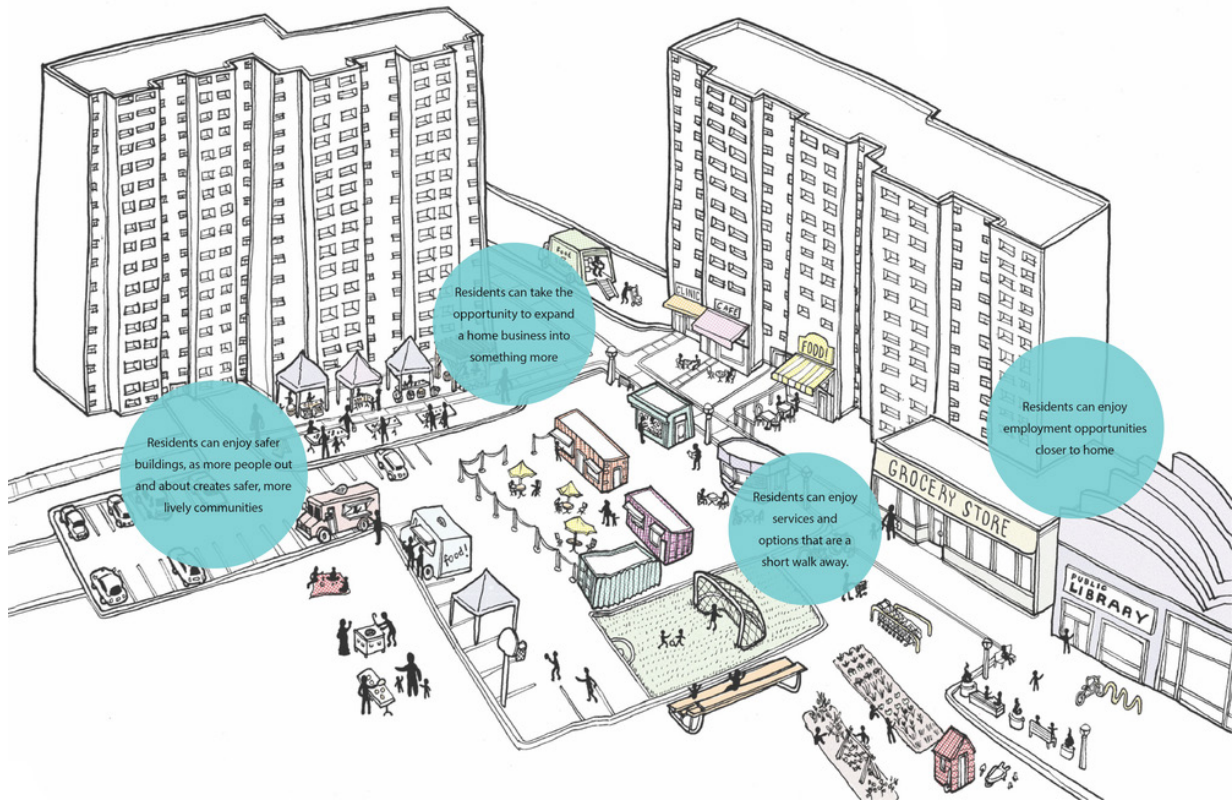 Residents can take the
opportunity to expand
a home business into
something more
CLINIC
CAFÉ
FOOD!
Residents can enjoy
employment opportunities
closer to home
Residents can enjoy safer
buildings, as more people out
and about creates safer, more
lively communities
Residents can enjoy
services and
options that are a
short walk away.
GROCERY STORE
food!
PUBLIC
LIBRARY